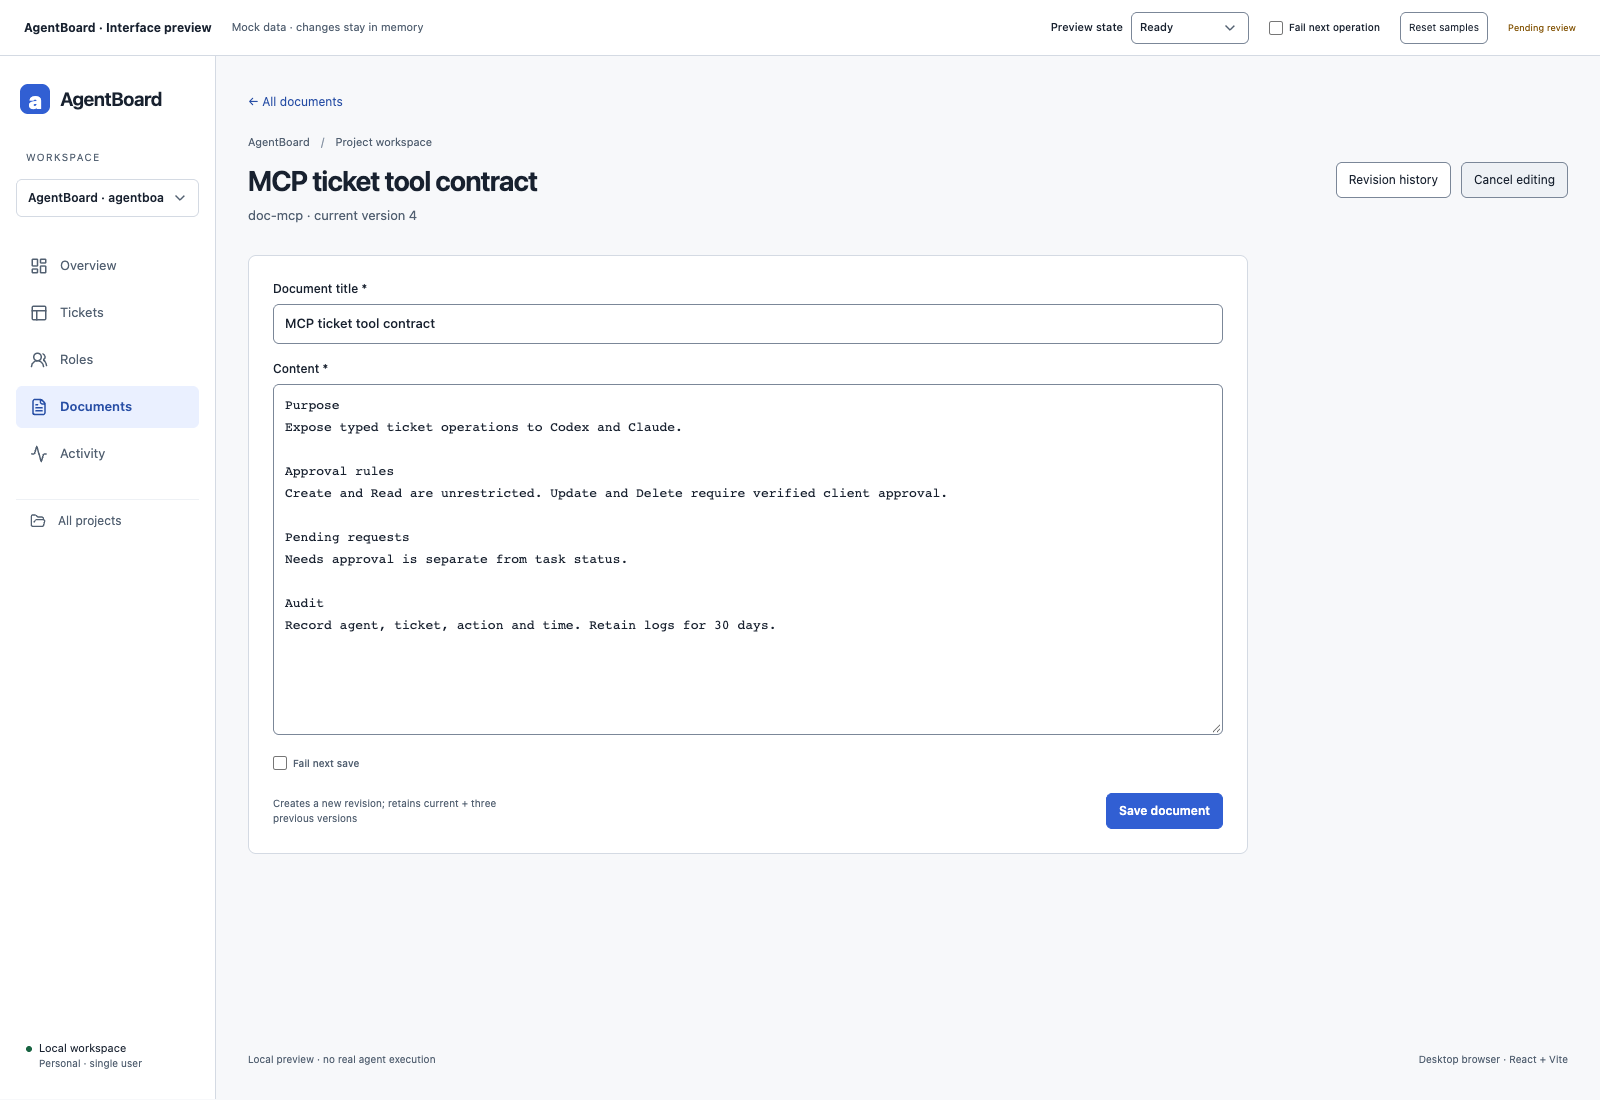 AgentBoard · Interface preview
Mock data · changes stay in memory
Preview state
Ready
Fail next operation
Reset samples
Pending review
a
AgentBoard
WORKSPACE
AgentBoard · agentboa
Overview
Tickets
Roles
Documents
Activity
All projects
Local workspace
Personal · single user
← All documents
AgentBoard / Project workspace
MCP ticket tool contract
doc-mcp · current version 4
Revision history
Cancel editing
Document title *
MCP ticket tool contract
Content *
Purpose
Expose typed ticket operations to Codex and Claude.
Approval rules
Create and Read are unrestricted. Update and Delete require verified client approval.
Pending requests
Needs approval is separate from task status.
Audit
Record agent, ticket, action and time. Retain logs for 30 days.
Fail next save
Creates a new revision; retains current + three
previous versions
Save document
Local preview · no real agent execution
Desktop browser · React + Vite